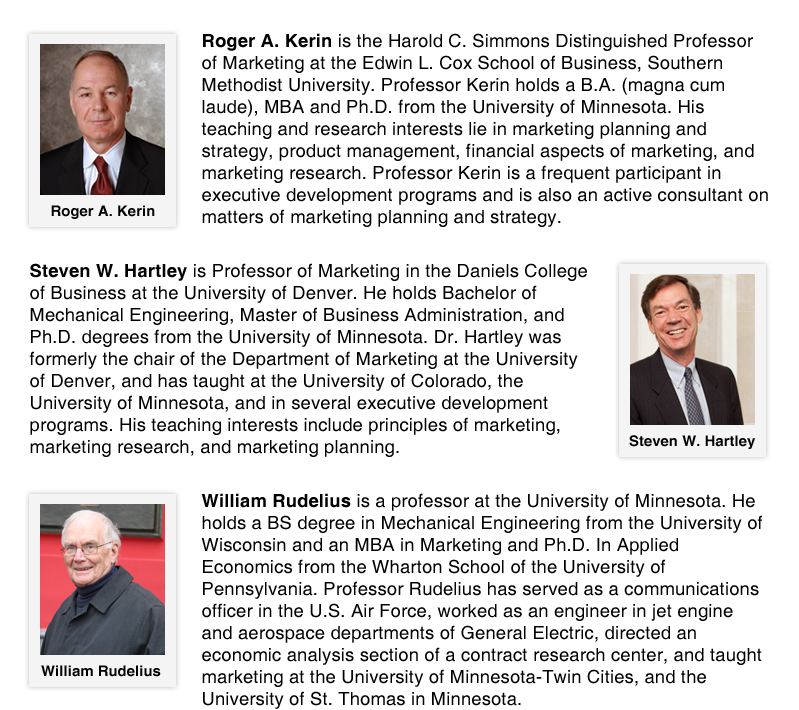 Roger A. Kerin is the Harold C. Simmons Distinguished Professor
of Marketing at the Edwin L. Cox School of Business, Southern
Methodist University. Professor Kerin holds a B.A. (magna cum
laude), MBA and Ph.D. from the University of Minnesota. His
teaching and research interests lie in marketing planning and
strategy, product management, financial aspects of marketing, and
marketing research. Professor Kerin is a frequent participant in
executive development programs and is also an active consultant on
matters of marketing planning and strategy.
Roger A. Kerin
Steven W. Hartley is Professor of Marketing in the Daniels College
of Business at the University of Denver. He holds Bachelor of
Mechanical Engineering, Master of Business Administration, and
Ph.D. degrees from the University of Minnesota. Dr. Hartley was
formerly the chair of the Department of Marketing at the University
of Denver, and has taught at the University of Colorado, the
University of Minnesota, and in several executive development
programs. His teaching interests include principles of marketing,
marketing research, and marketing planning.
Steven W. Hartley
William Rudelius is a professor at the University of Minnesota. He
holds a BS degree in Mechanical Engineering from the University of
Wisconsin and an MBA in Marketing and Ph.D. In Applied
Economics from the Wharton School of the University of
Pennsylvania. Professor Rudelius has served as a communications
officer in the U.S. Air Force, worked as an engineer in jet engine
and aerospace departments of General Electric, directed an
economic analysis section of a contract research center, and taught
marketing at the University of Minnesota-Twin Cities, and the
University of St. Thomas in Minnesota.
William Rudelius